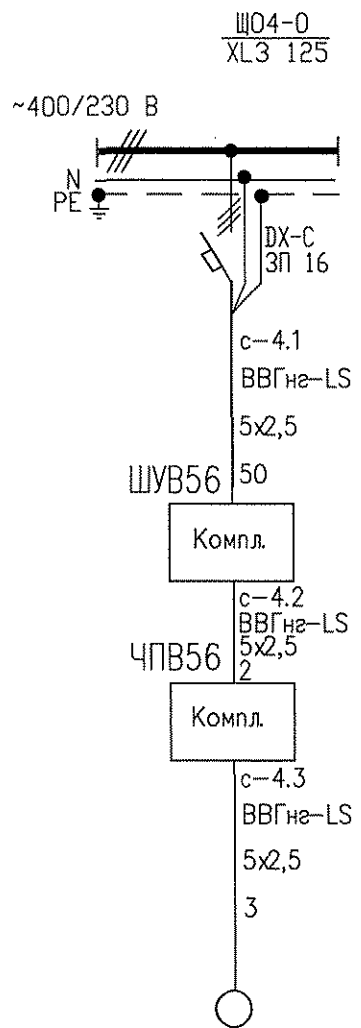 ЩО4-0
XL3 125
~400/230 В
N
PE
DX-C
3П 16
с-4.1
ВВГнг-LS
5х2,5
ШУВ56
50
Компл.
с-4.2
ВВГнг-LS
5х2,5
ЧПВ56
2
Компл.
с-4.3
ВВГнг-LS
5х2,5
3